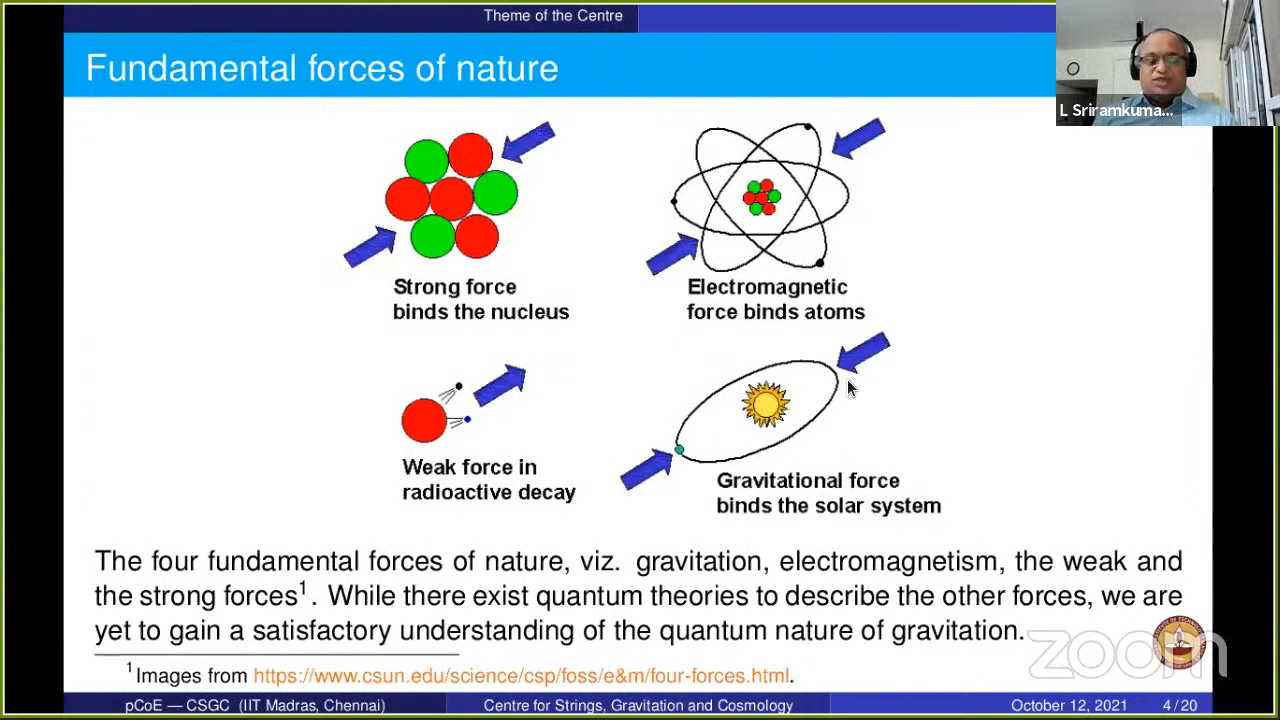 Theme of the Centre
Fundamental forces of nature
L Sriramkuma...
Strong force
binds the nucleus
Electromagnetic
force binds atoms
Weak force in
radioactive decay
Gravitational force
binds the solar system
The four fundamental forces of nature, viz. gravitation, electromagnetism, the weak and
the strong forces¹. While there exist quantum theories to describe the other forces, we are
yet to gain a satisfactory understanding of the quantum nature of gravitation.
zoom
¹Images from https://www.csun.edu/science/csp/foss/e&m/four-forces.html.
pCoE — CSGC (IIT Madras, Chennai)
Centre for Strings, Gravitation and Cosmology
October 12, 2021
4 / 20